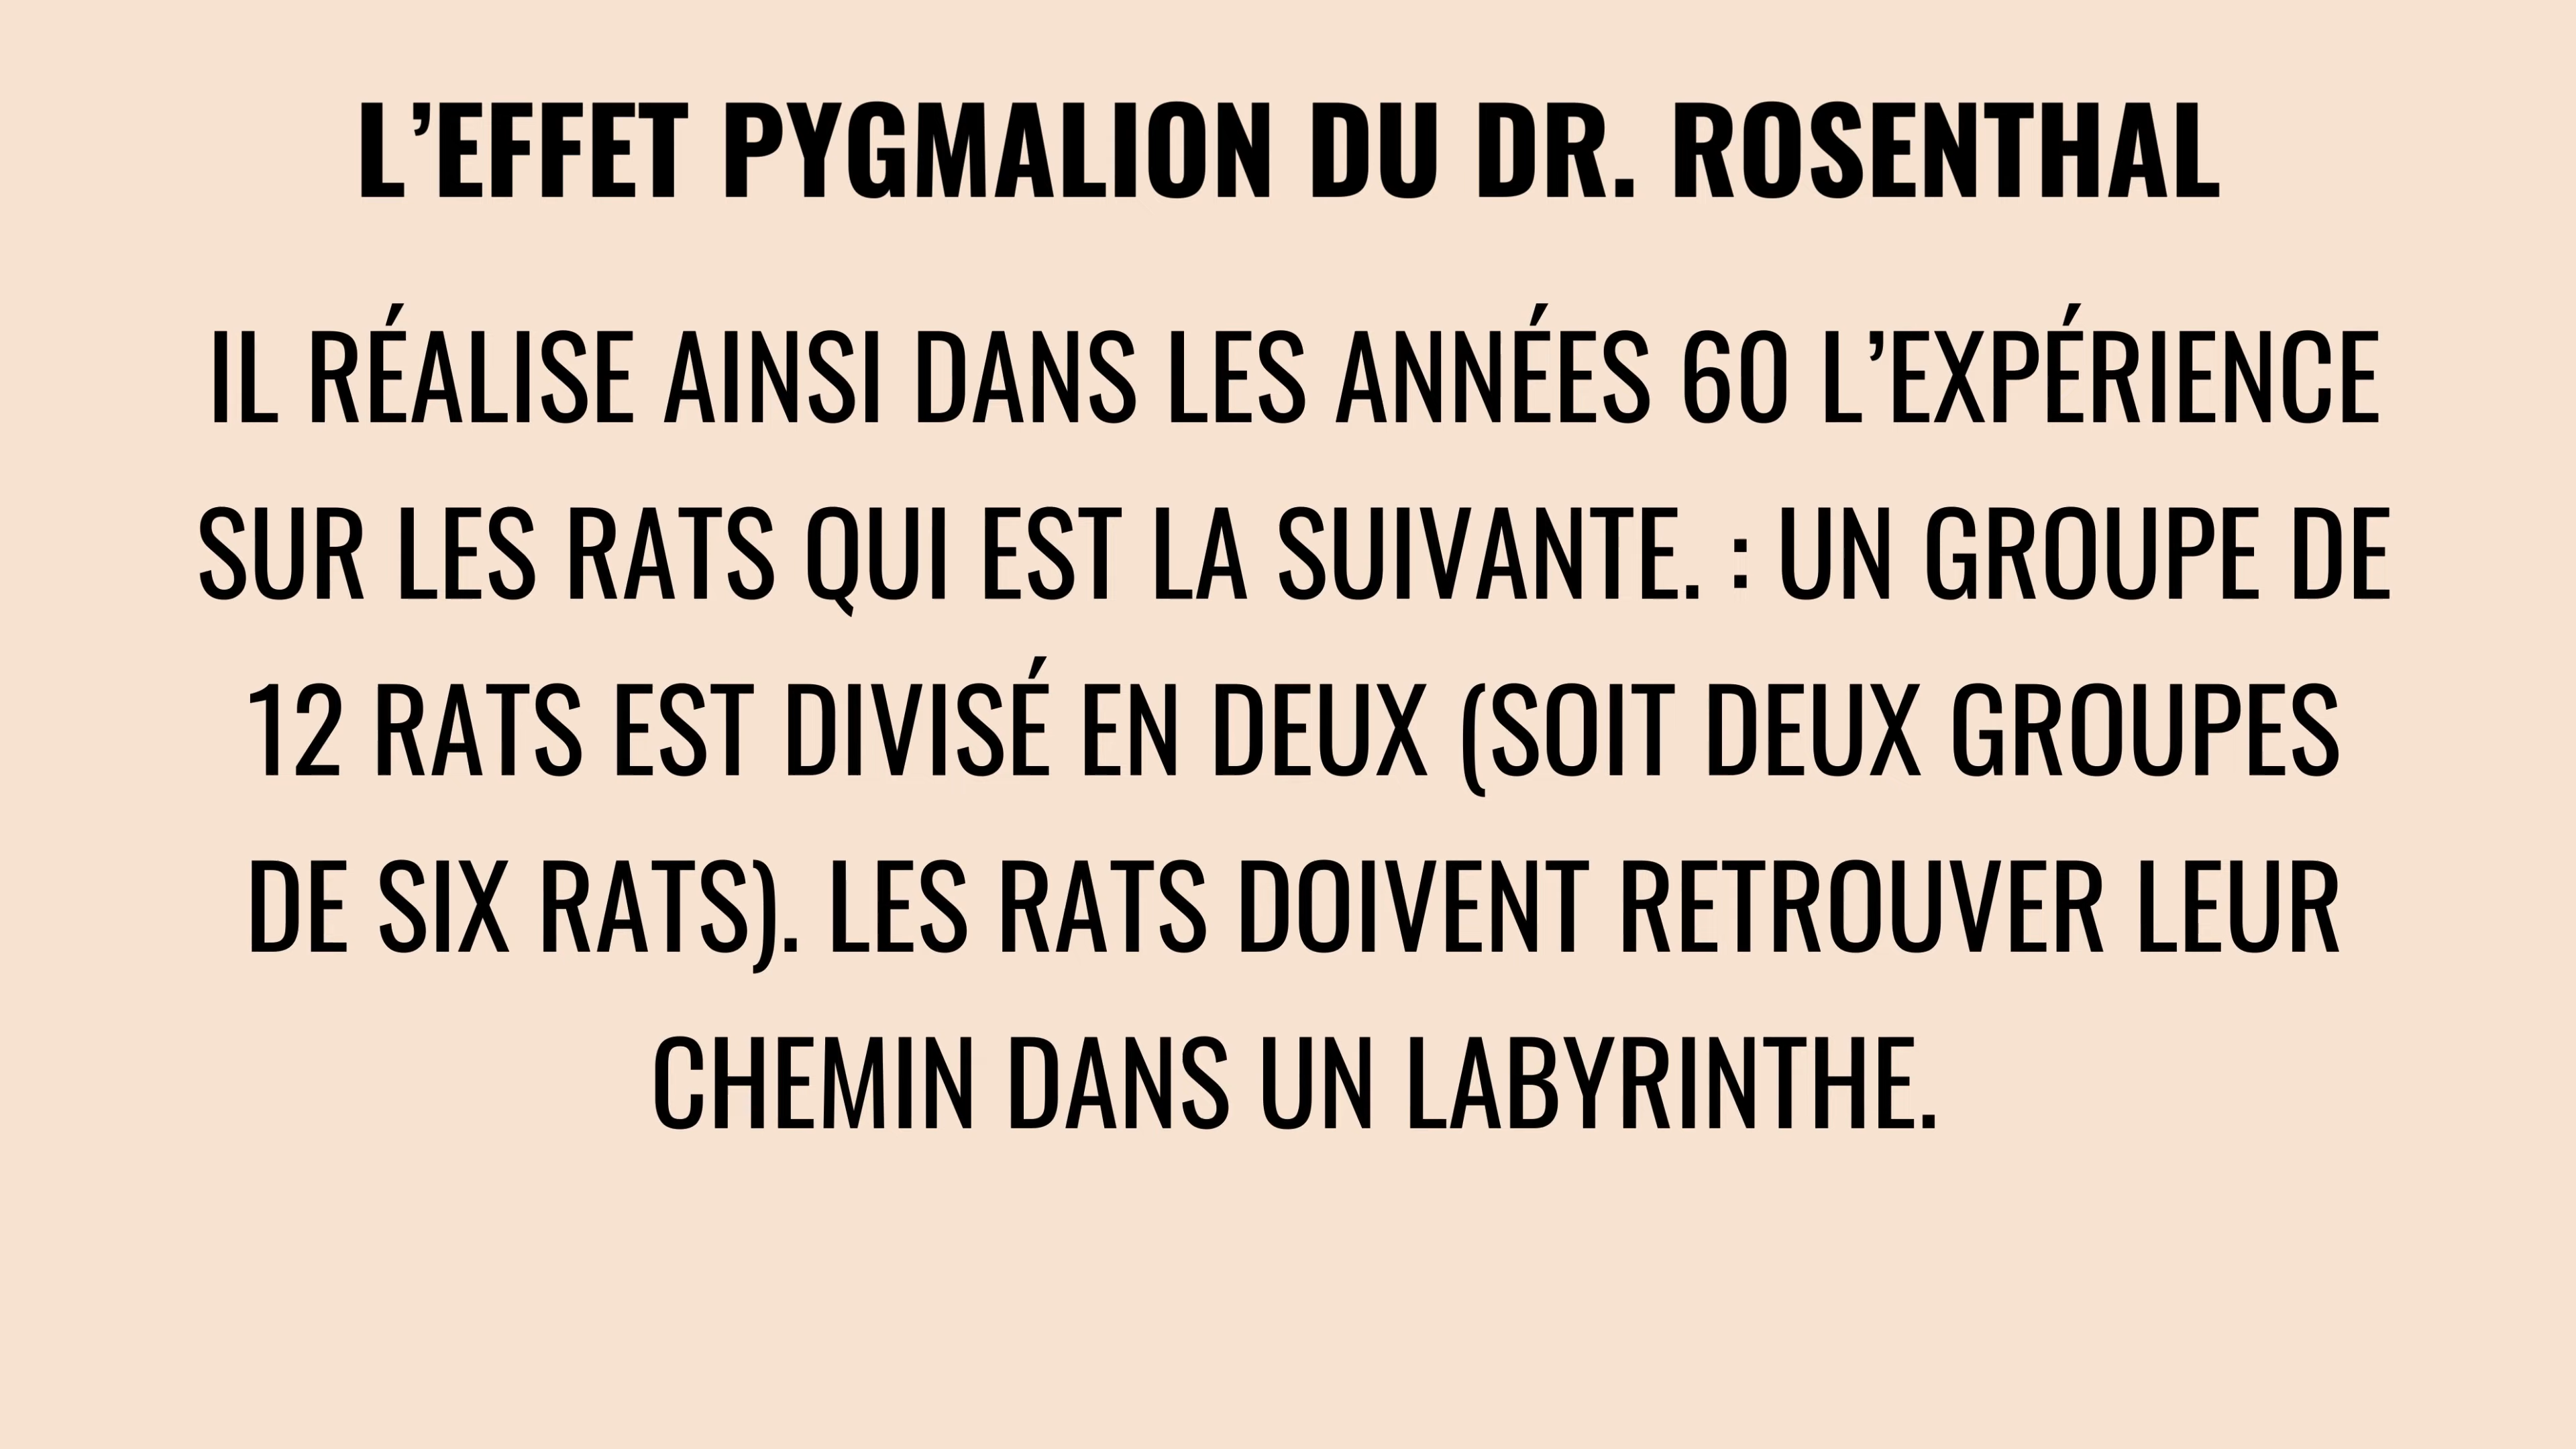 L’EFFET PYGMALION DU DR. ROSENTHAL
IL RÉALISE AINSI DANS LES ANNÉES 60 L’EXPÉRIENCE
SUR LES RATS QUI EST LA SUIVANTE. : UN GROUPE DE
12 RATS EST DIVISÉ EN DEUX (SOIT DEUX GROUPES
DE SIX RATS). LES RATS DOIVENT RETROUVER LEUR
CHEMIN DANS UN LABYRINTHE.